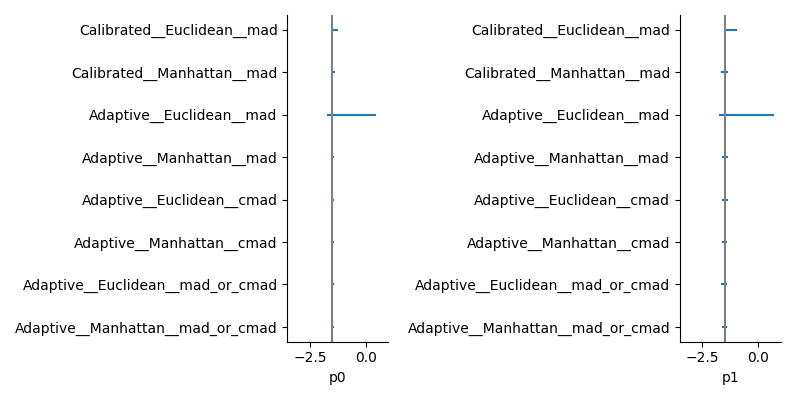 Calibrated__Euclidean__mad
Calibrated__Manhattan__mad
Adaptive__Euclidean__mad
Adaptive__Manhattan__mad
Adaptive__Euclidean__cmad
Adaptive__Manhattan__cmad
Adaptive__Euclidean__mad_or_cmad
Adaptive__Manhattan__mad_or_cmad
−2.5 0.0
p0
Calibrated__Euclidean__mad
Calibrated__Manhattan__mad
Adaptive__Euclidean__mad
Adaptive__Manhattan__mad
Adaptive__Euclidean__cmad
Adaptive__Manhattan__cmad
Adaptive__Euclidean__mad_or_cmad
Adaptive__Manhattan__mad_or_cmad
−2.5 0.0
p1